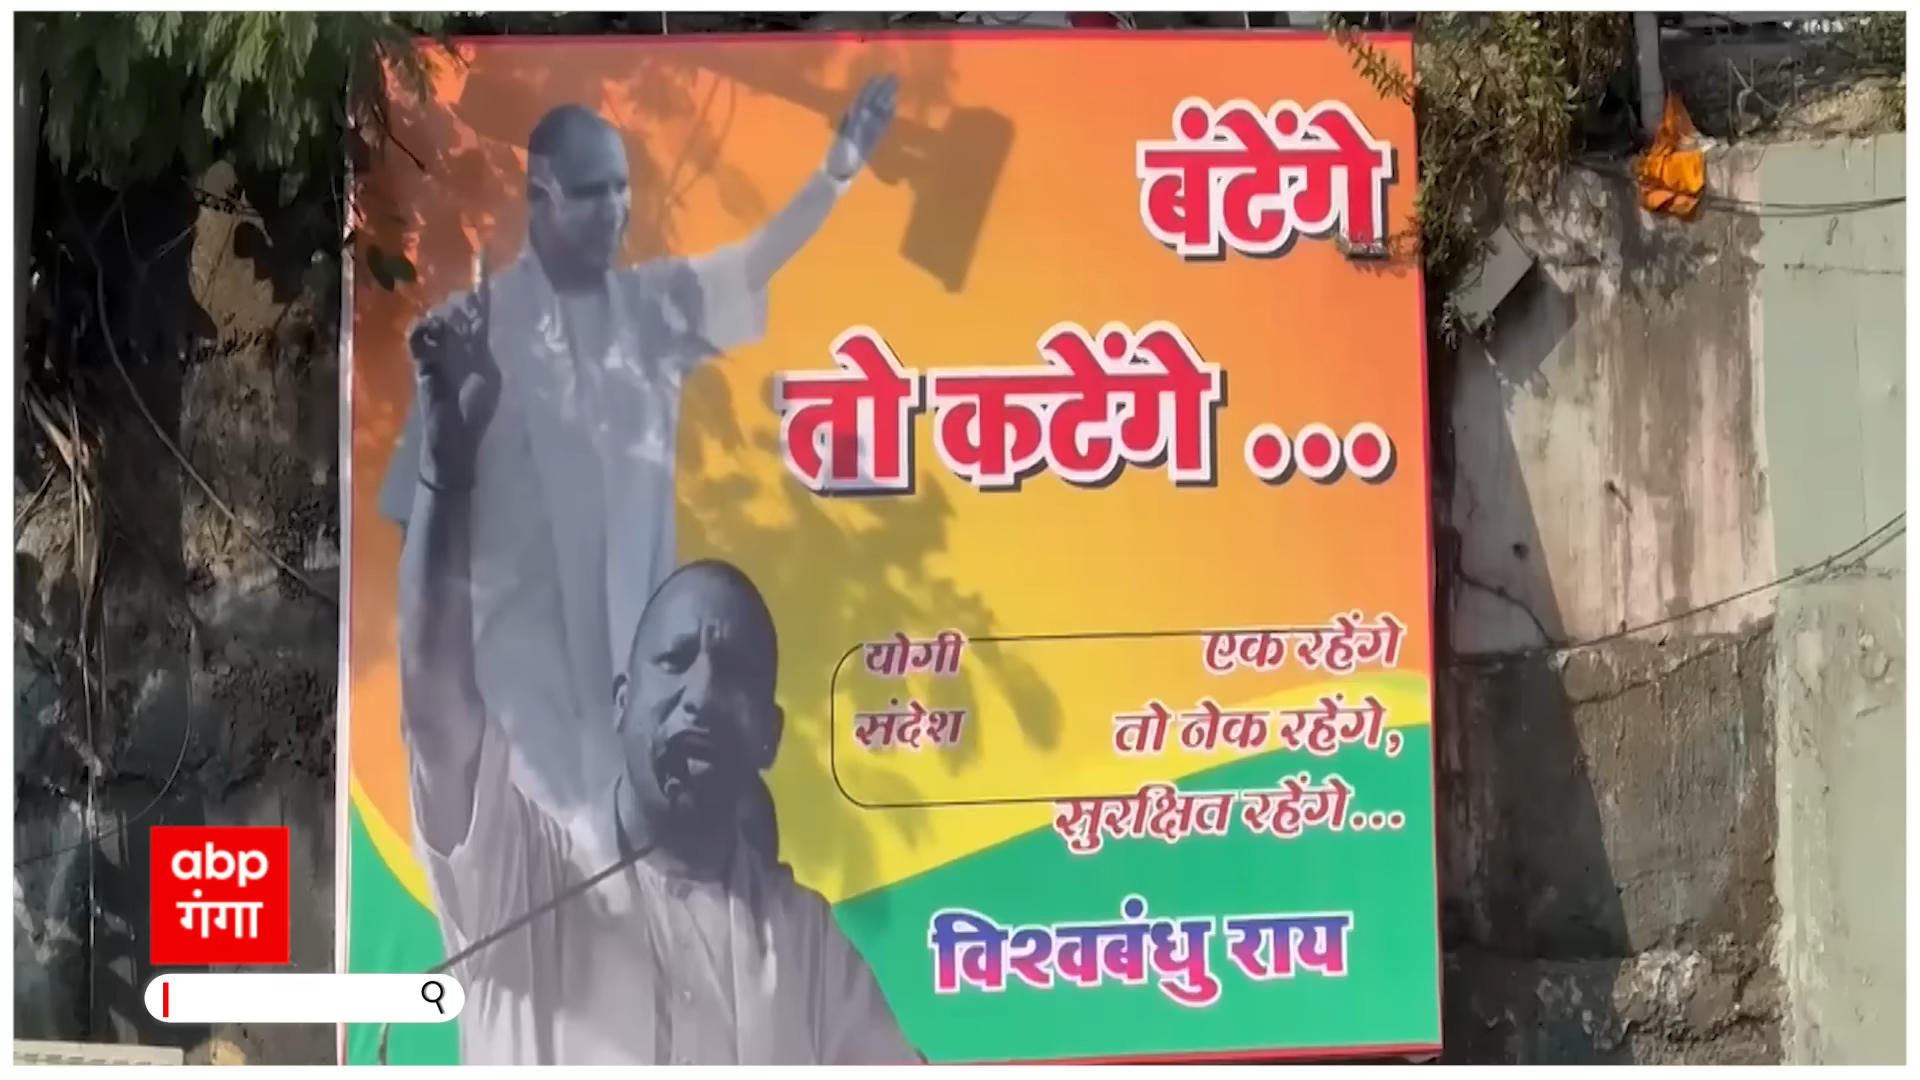 बंटेंगे
तो कटेंगे ...
योगी
संदेश
एक रहेंगे
तो नेक रहेंगे,
सुरक्षित रहेंगे...
विश्वबंधु राय
abp
गंगा